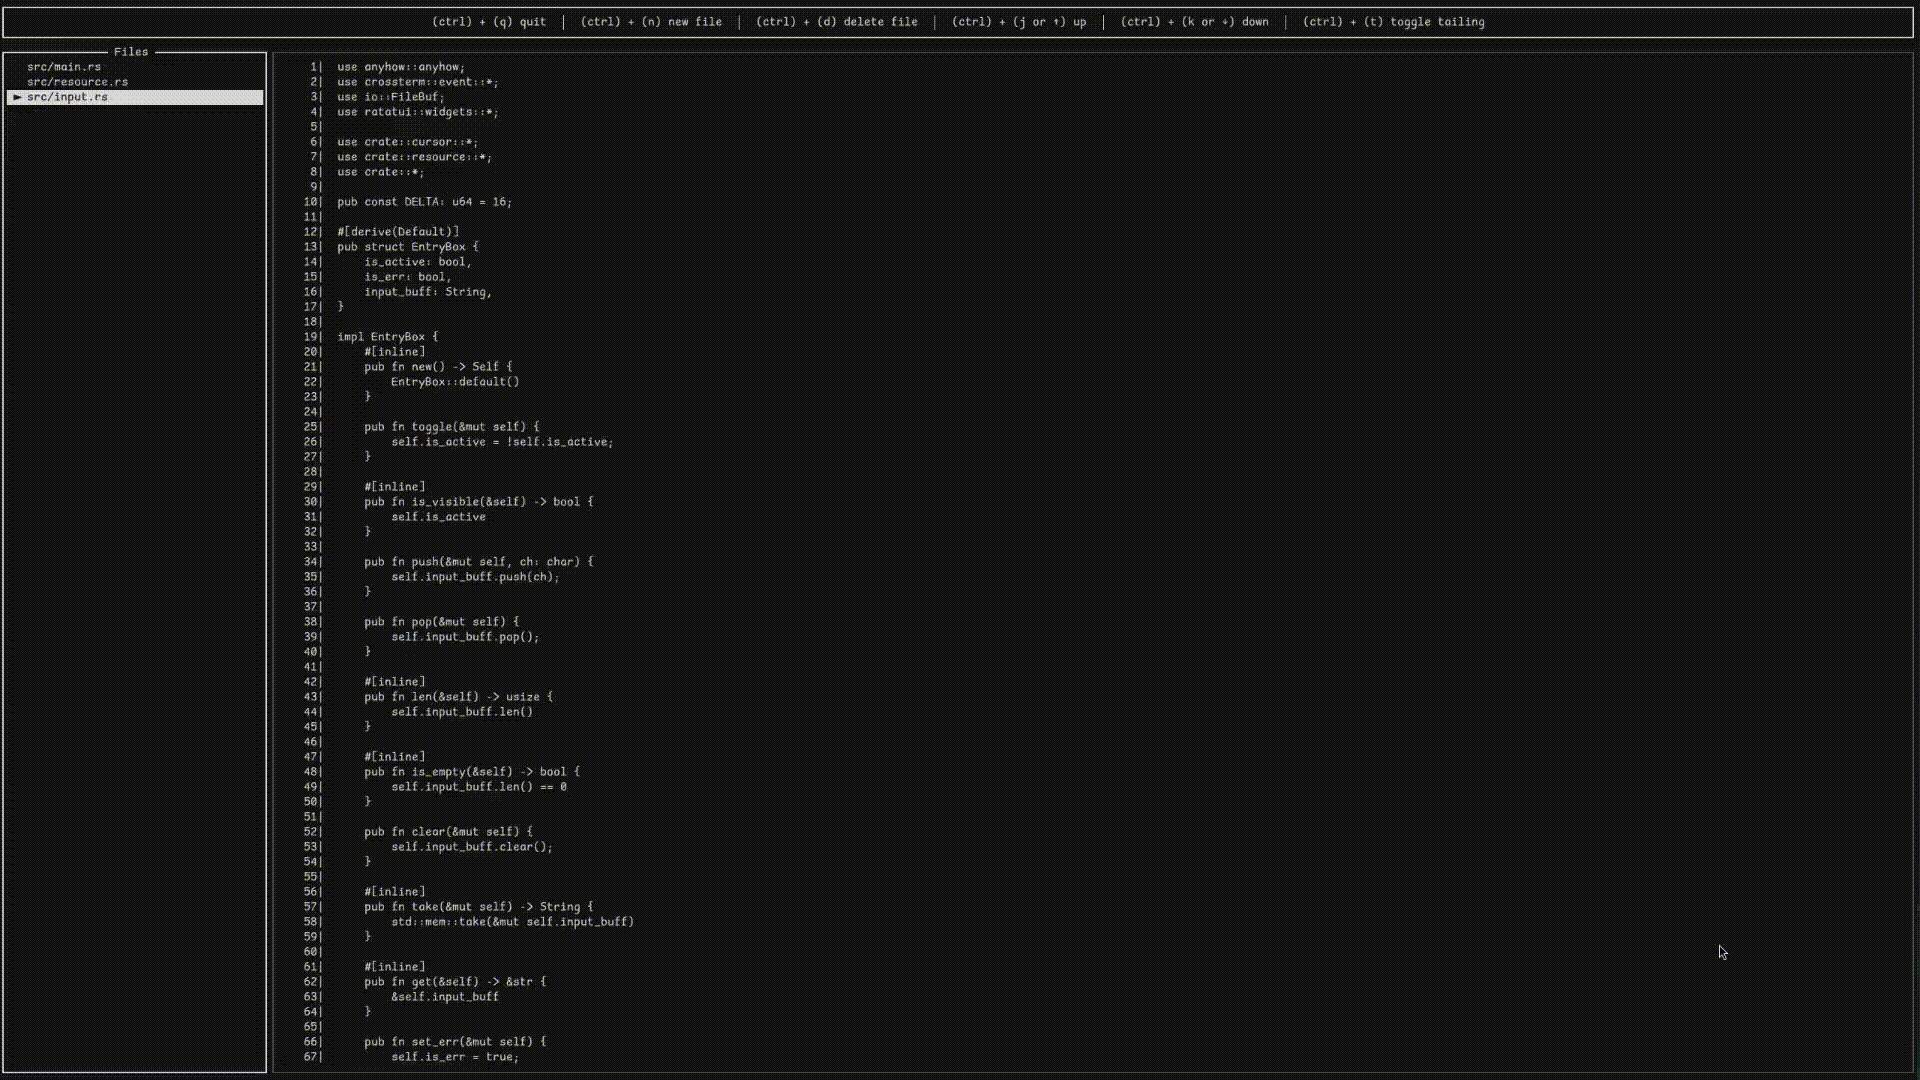 (ctrl) + (q) quit | (ctrl) + (n) new file | (ctrl) + (d) delete file | (ctrl) + (j or ↑) up | (ctrl) + (k or ↓) down | (ctrl) + (t) toggle tailing
Files
src/main.rs
src/resource.rs
► src/input.rs
1| use anyhow::anyhow;
2| use crossterm::event::*;
3| use io::FileBuf;
4| use ratatui::widgets::*;
5|
6| use crate::cursor::*;
7| use crate::resource::*;
8| use crate::*;
9|
10| pub const DELTA: u64 = 16;
11|
12| #[derive(Default)]
13| pub struct EntryBox {
14|     is_active: bool,
15|     is_err: bool,
16|     input_buff: String,
17| }
18|
19| impl EntryBox {
20|     #[inline]
21|     pub fn new() -> Self {
22|         EntryBox::default()
23|     }
24|
25|     pub fn toggle(&mut self) {
26|         self.is_active = !self.is_active;
27|     }
28|
29|     #[inline]
30|     pub fn is_visible(&self) -> bool {
31|         self.is_active
32|     }
33|
34|     pub fn push(&mut self, ch: char) {
35|         self.input_buff.push(ch);
36|     }
37|
38|     pub fn pop(&mut self) {
39|         self.input_buff.pop();
40|     }
41|
42|     #[inline]
43|     pub fn len(&self) -> usize {
44|         self.input_buff.len()
45|     }
46|
47|     #[inline]
48|     pub fn is_empty(&self) -> bool {
49|         self.input_buff.len() == 0
50|     }
51|
52|     pub fn clear(&mut self) {
53|         self.input_buff.clear();
54|     }
55|
56|     #[inline]
57|     pub fn take(&mut self) -> String {
58|         std::mem::take(&mut self.input_buff)
59|     }
60|
61|     #[inline]
62|     pub fn get(&self) -> &str {
63|         &self.input_buff
64|     }
65|
66|     pub fn set_err(&mut self) {
67|         self.is_err = true;